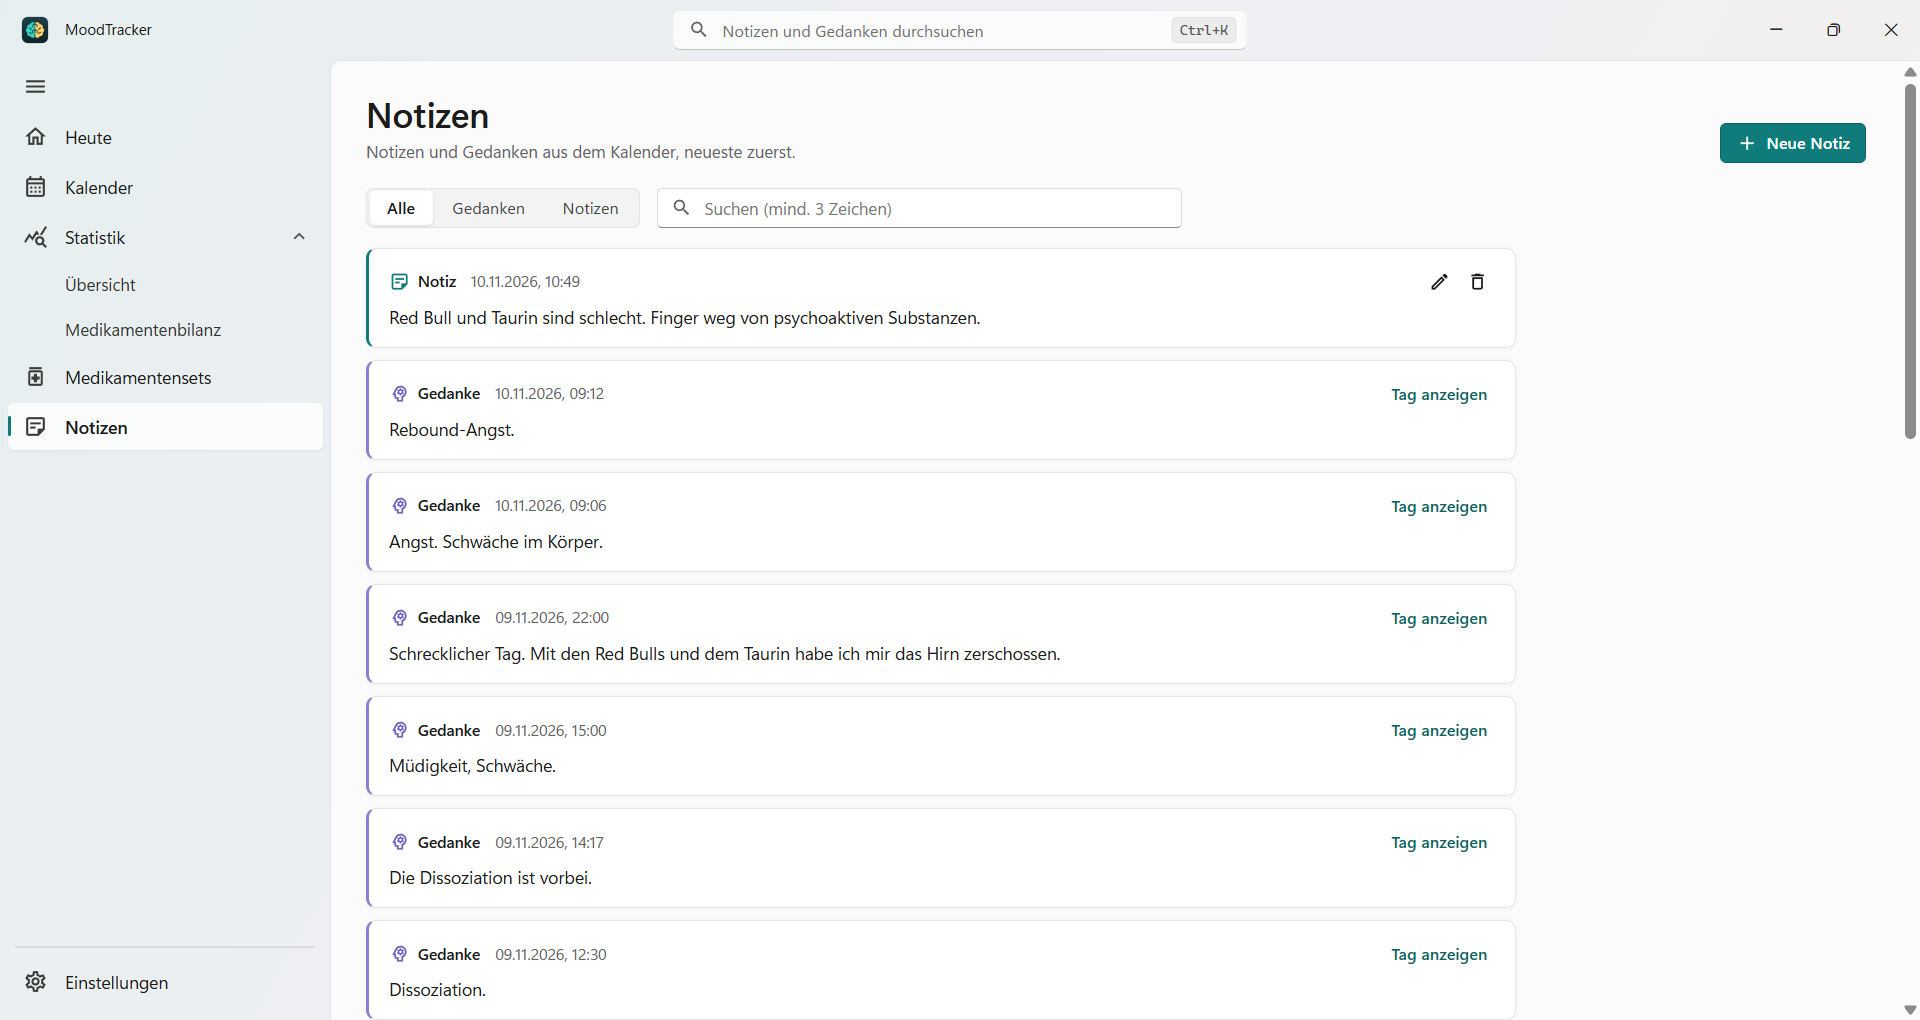 MoodTracker
Notizen und Gedanken durchsuchen
Ctrl+K
Heute
Kalender
Statistik
Übersicht
Medikamentenbilanz
Medikamentensets
Notizen
Einstellungen
Notizen
Notizen und Gedanken aus dem Kalender, neueste zuerst.
Neue Notiz
Alle
Gedanken
Notizen
Suchen (mind. 3 Zeichen)
Notiz 10.11.2026, 10:49
Red Bull und Taurin sind schlecht. Finger weg von psychoaktiven Substanzen.
Gedanke 10.11.2026, 09:12
Tag anzeigen
Rebound-Angst.
Gedanke 10.11.2026, 09:06
Tag anzeigen
Angst. Schwäche im Körper.
Gedanke 09.11.2026, 22:00
Tag anzeigen
Schrecklicher Tag. Mit den Red Bulls und dem Taurin habe ich mir das Hirn zerschossen.
Gedanke 09.11.2026, 15:00
Tag anzeigen
Müdigkeit, Schwäche.
Gedanke 09.11.2026, 14:17
Tag anzeigen
Die Dissoziation ist vorbei.
Gedanke 09.11.2026, 12:30
Tag anzeigen
Dissoziation.